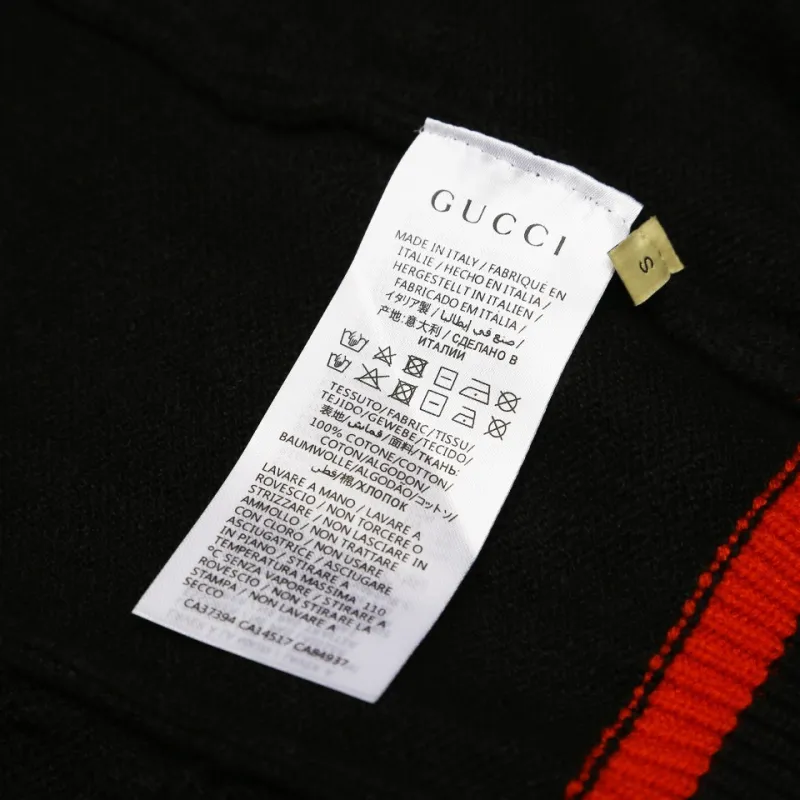 GUCCI
S
MADE IN ITALY / FABRIQUÉ EN
ITALIE / HECHO EN ITALIA /
HERGESTELLT IN ITALIEN /
FABRICADO EM ITÁLIA /
イタリア製 / صنع في إيطاليا /
产地:意大利 / СДЕЛАНО В
ИТАЛИИ
TESSUTO/FABRIC/TISSU/
TEJIDO/GEWEBE/TECIDO/
表地/قماش/面料/ТКАНЬ:
100% COTONE/COTTON/
COTON/ALGODON/
BAUMWOLLE/ALGODÃO/コットン/
قطن/棉/ХЛОПОК
LAVARE A MANO / LAVARE A
ROVESCIO / NON TORCERE O
STRIZZARE / NON LASCIARE IN
AMMOLLO / NON TRATTARE
CON CLORO / NON USARE
ASCIUGATRICE / ASCIUGARE
IN PIANO / STIRARE A
TEMPERATURA MASSIMA 110
°C SENZA VAPORE / STIRARE A
ROVESCIO / NON STIRARE LA
STAMPA / NON LAVARE A
SECCO
CA37394 CA14517 CA84937